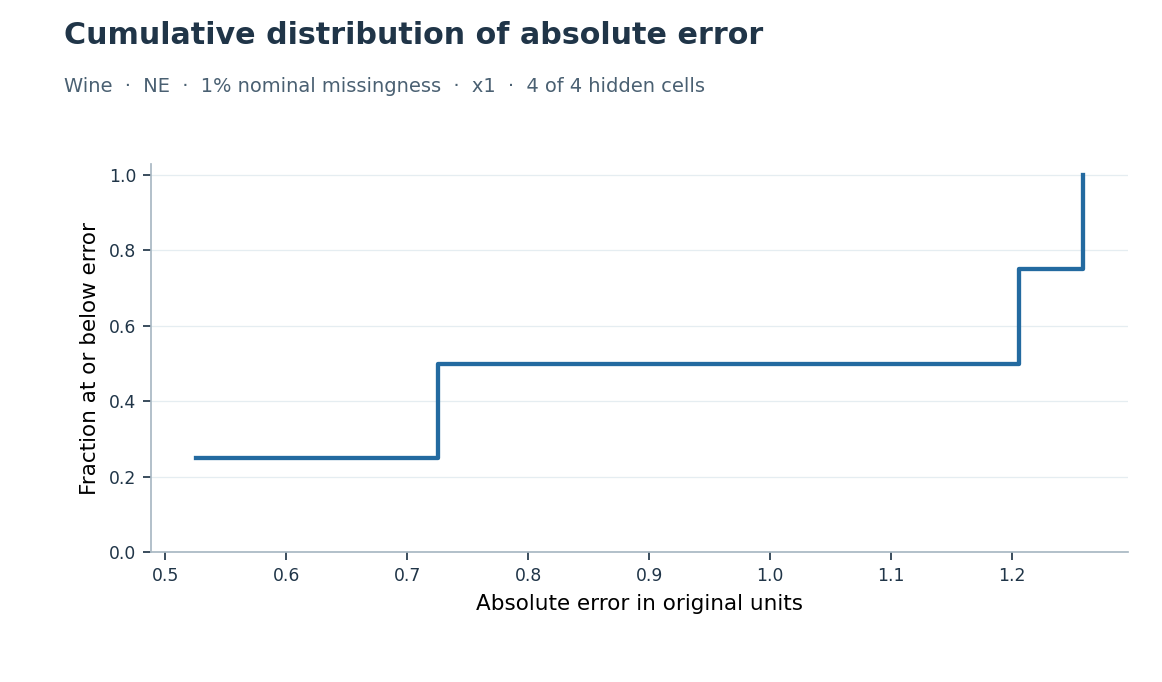 Cumulative distribution of absolute error
Wine · NE · 1% nominal missingness · x1 · 4 of 4 hidden cells
1.0
0.8
0.6
0.4
0.2
0.0
Fraction at or below error
0.5 0.6 0.7 0.8 0.9 1.0 1.1 1.2
Absolute error in original units